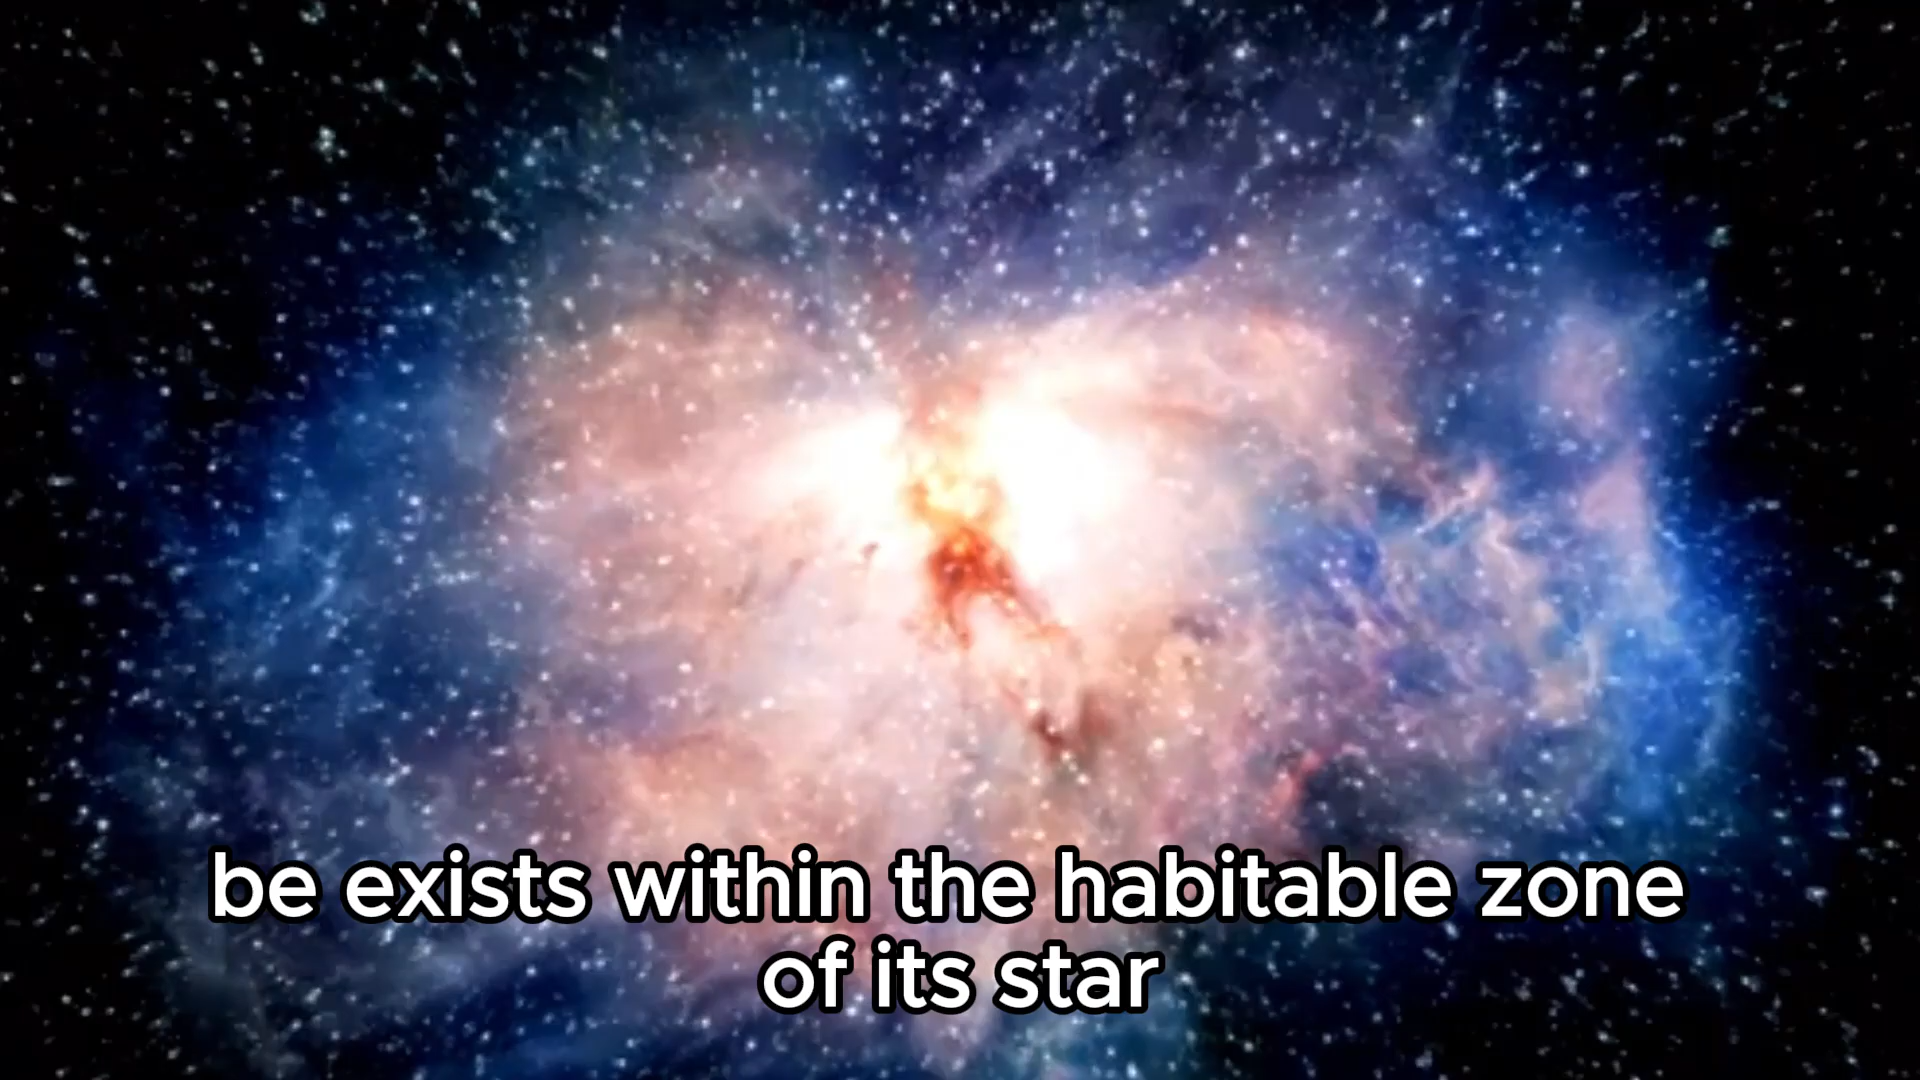 be exists within the habitable zone
of its star